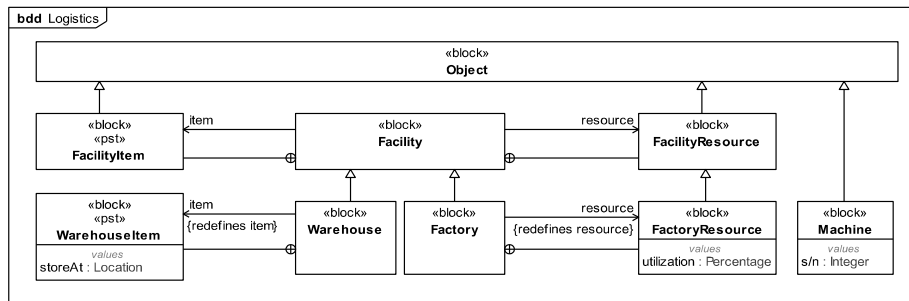 bdd Logistics
«block»
Object
«block»
«pst»
FacilityItem
item
«block»
Facility
resource
«block»
FacilityResource
«block»
«pst»
WarehouseItem
values
storeAt : Location
item
{redefines item}
«block»
Warehouse
«block»
Factory
resource
{redefines resource}
«block»
FactoryResource
values
utilization : Percentage
«block»
Machine
values
s/n : Integer